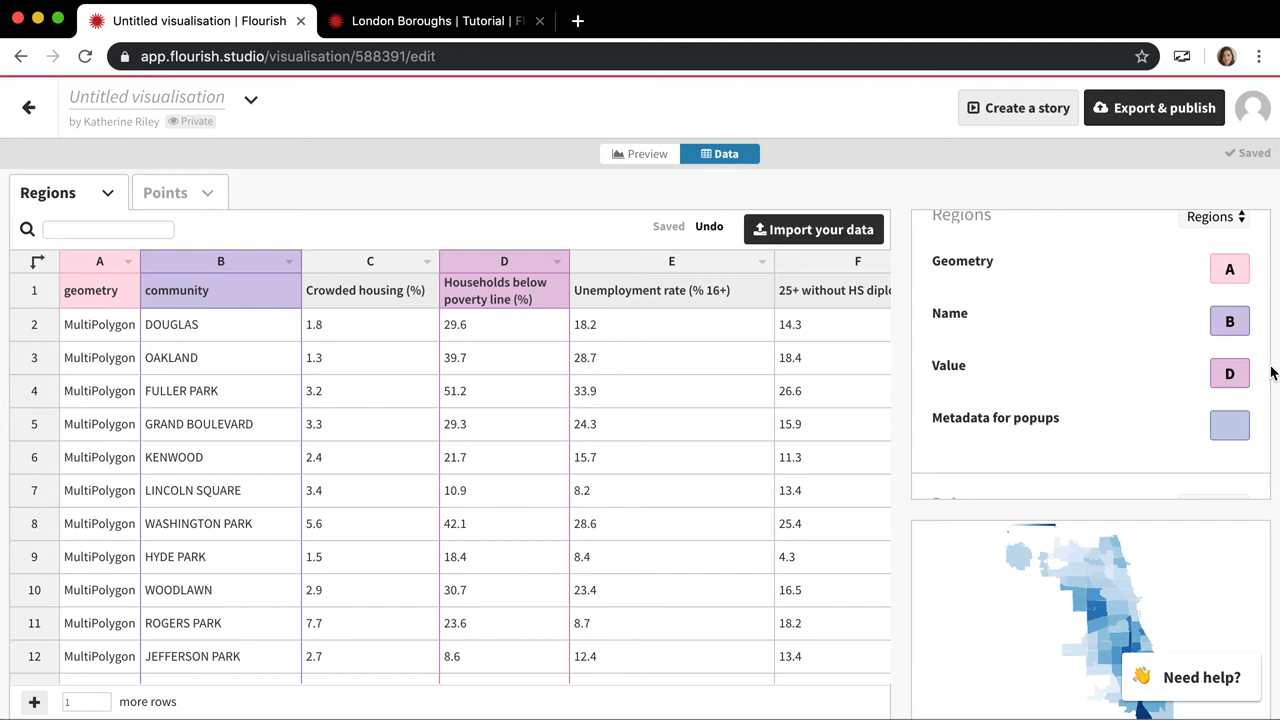 Untitled visualisation | Flourish
London Boroughs | Tutorial | Fl
app.flourish.studio/visualisation/588391/edit
Untitled visualisation
by Katherine Riley Private
Create a story
Export & publish
Preview
Data
Saved
Regions
Points
Saved Undo
Import your data
A B C D E F
1 geometry community Crowded housing (%) Households below poverty line (%) Unemployment rate (% 16+) 25+ without HS diplo
2 MultiPolygon DOUGLAS 1.8 29.6 18.2 14.3
3 MultiPolygon OAKLAND 1.3 39.7 28.7 18.4
4 MultiPolygon FULLER PARK 3.2 51.2 33.9 26.6
5 MultiPolygon GRAND BOULEVARD 3.3 29.3 24.3 15.9
6 MultiPolygon KENWOOD 2.4 21.7 15.7 11.3
7 MultiPolygon LINCOLN SQUARE 3.4 10.9 8.2 13.4
8 MultiPolygon WASHINGTON PARK 5.6 42.1 28.6 25.4
9 MultiPolygon HYDE PARK 1.5 18.4 8.4 4.3
10 MultiPolygon WOODLAWN 2.9 30.7 23.4 16.5
11 MultiPolygon ROGERS PARK 7.7 23.6 8.7 18.2
12 MultiPolygon JEFFERSON PARK 2.7 8.6 12.4 13.4
1 more rows
Regions Regions
Geometry A
Name B
Value D
Metadata for popups
Need help?